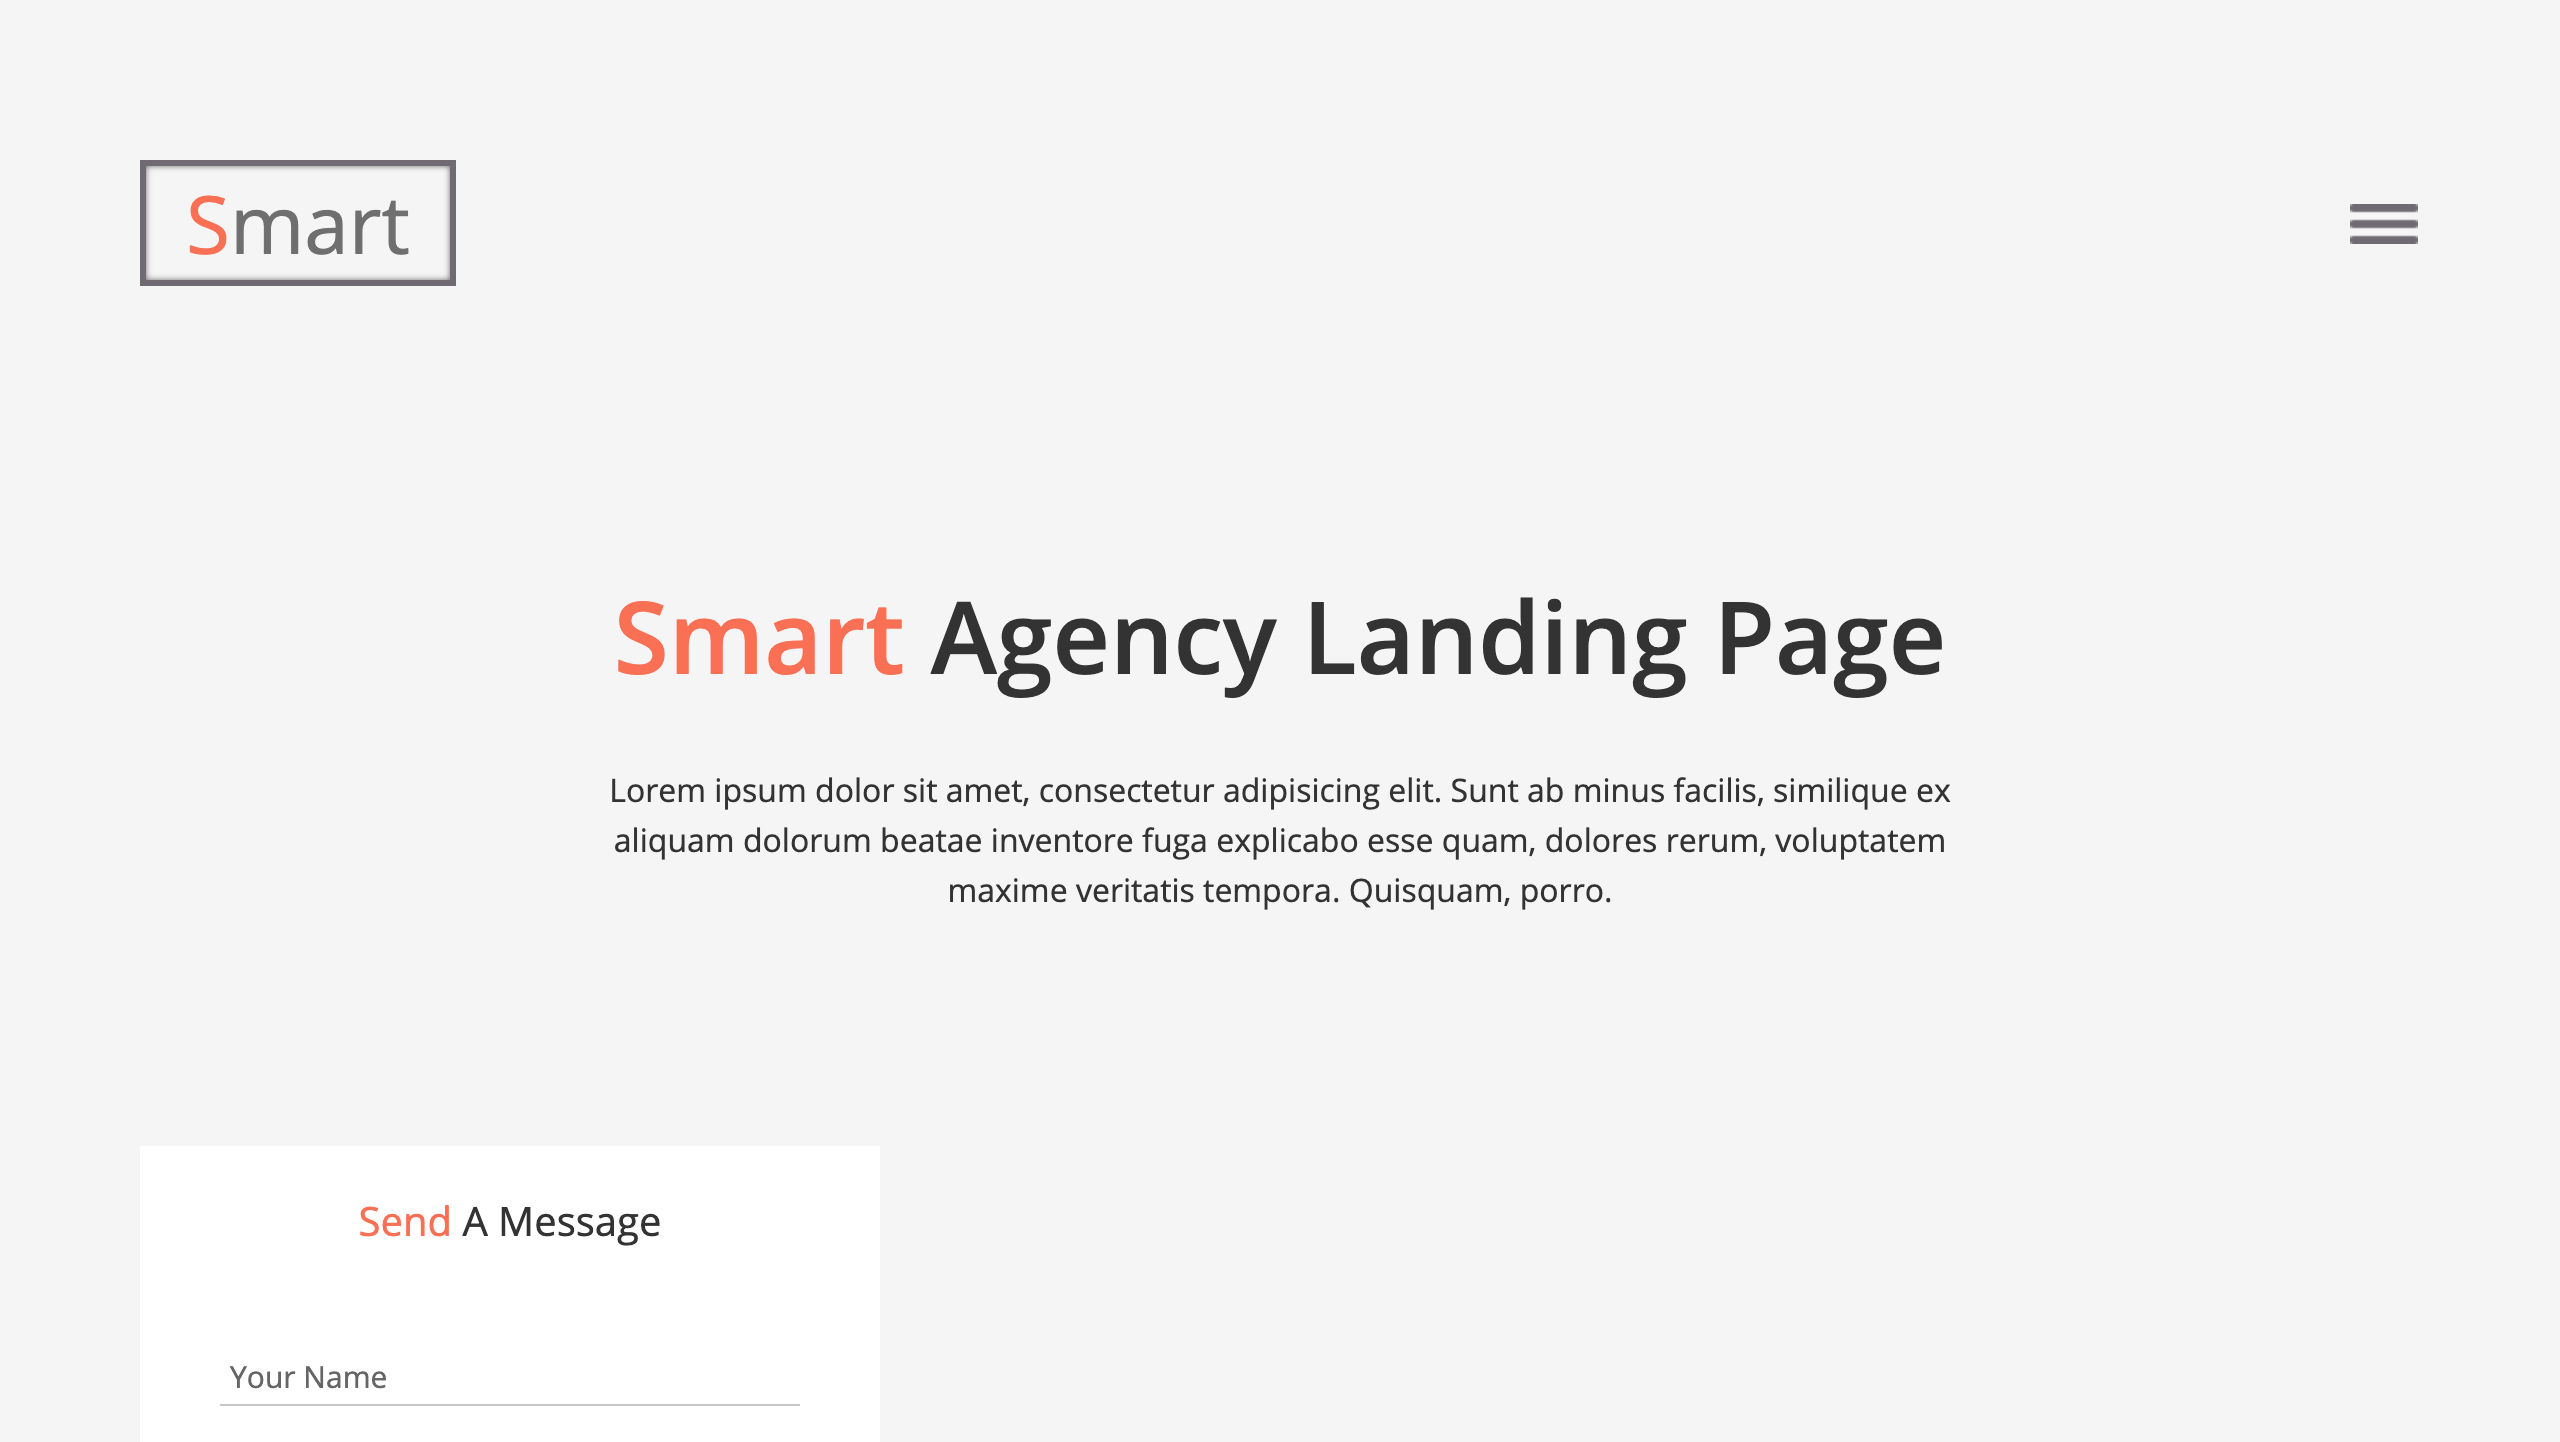 Smart
Smart Agency Landing Page
Lorem ipsum dolor sit amet, consectetur adipisicing elit. Sunt ab minus facilis, similique ex
aliquam dolorum beatae inventore fuga explicabo esse quam, dolores rerum, voluptatem
maxime veritatis tempora. Quisquam, porro.
Send A Message
Your Name